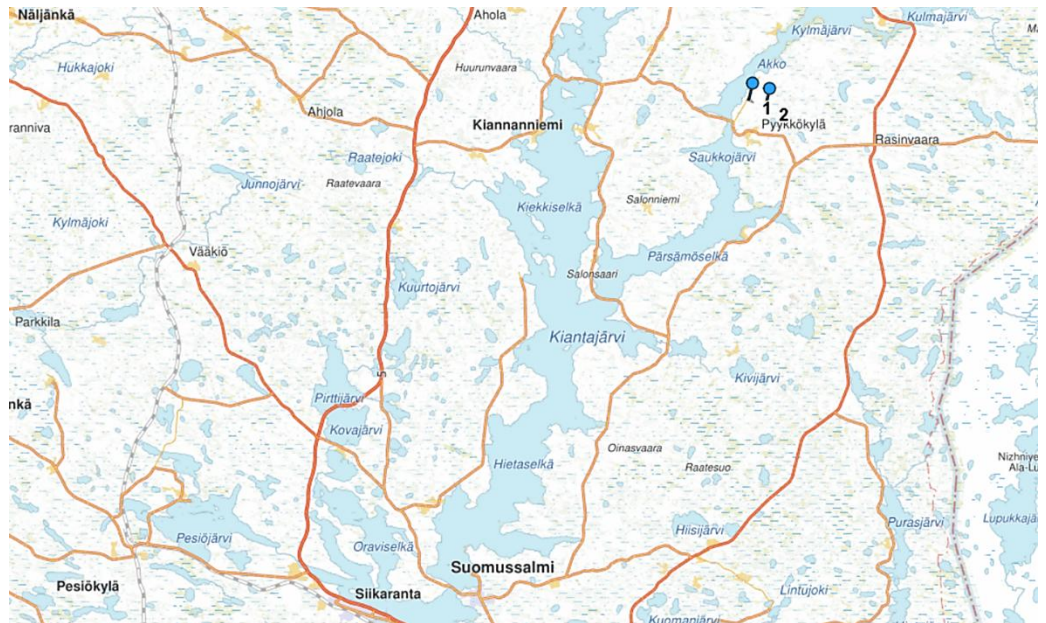 Näljänkä
Ahola
Kulmajärvi
Kylmäjärvi
Hukkajoki
Huurunvaara
Akko
Ahjola
1
2
ranniva
Kiannanniemi
Pyykkökylä
Rasinvaara
Raatejoki
Saukkojärvi
Junnojärvi
Raatevaara
Salonniemi
Kiekkiselkä
Kylmäjoki
Vääkiö
Pärsämöselkä
Salonsaari
Kuurtojärvi
Parkkila
Kiantajärvi
5
Kivijärvi
Pirttijärvi
nkä
Kovajärvi
Oinasvaara
Hietaselkä
Raatesuo
Nizhniye
Ala-Lu
Hiisijärvi
Purasjärvi
Lupukkajär
Pesiöjärvi
Oraviselkä
Suomussalmi
Pesiökylä
Siikaranta
Lintujoki
Kuomanjärvi